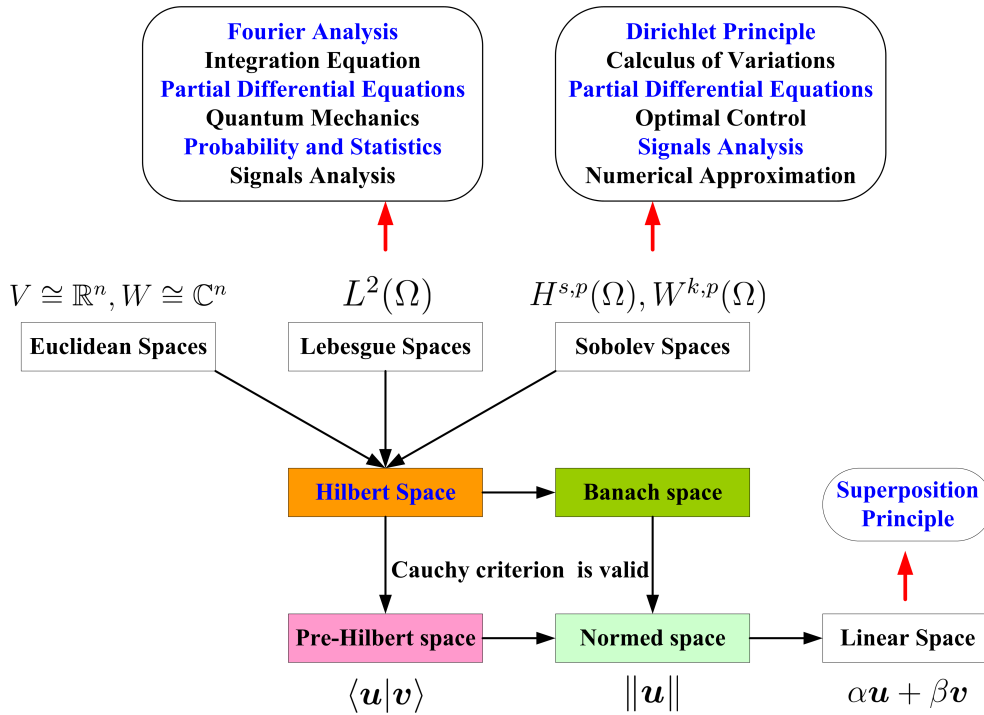 Fourier Analysis
Integration Equation
Partial Differential Equations
Quantum Mechanics
Probability and Statistics
Signals Analysis
Dirichlet Principle
Calculus of Variations
Partial Differential Equations
Optimal Control
Signals Analysis
Numerical Approximation
V ≅ ℝⁿ, W ≅ ℂⁿ
L²(Ω)
H^{s,p}(Ω), W^{k,p}(Ω)
Euclidean Spaces
Lebesgue Spaces
Sobolev Spaces
Hilbert Space
Banach space
Superposition
Principle
Cauchy criterion is valid
Pre-Hilbert space
Normed space
Linear Space
⟨u|v⟩
‖u‖
αu + βv